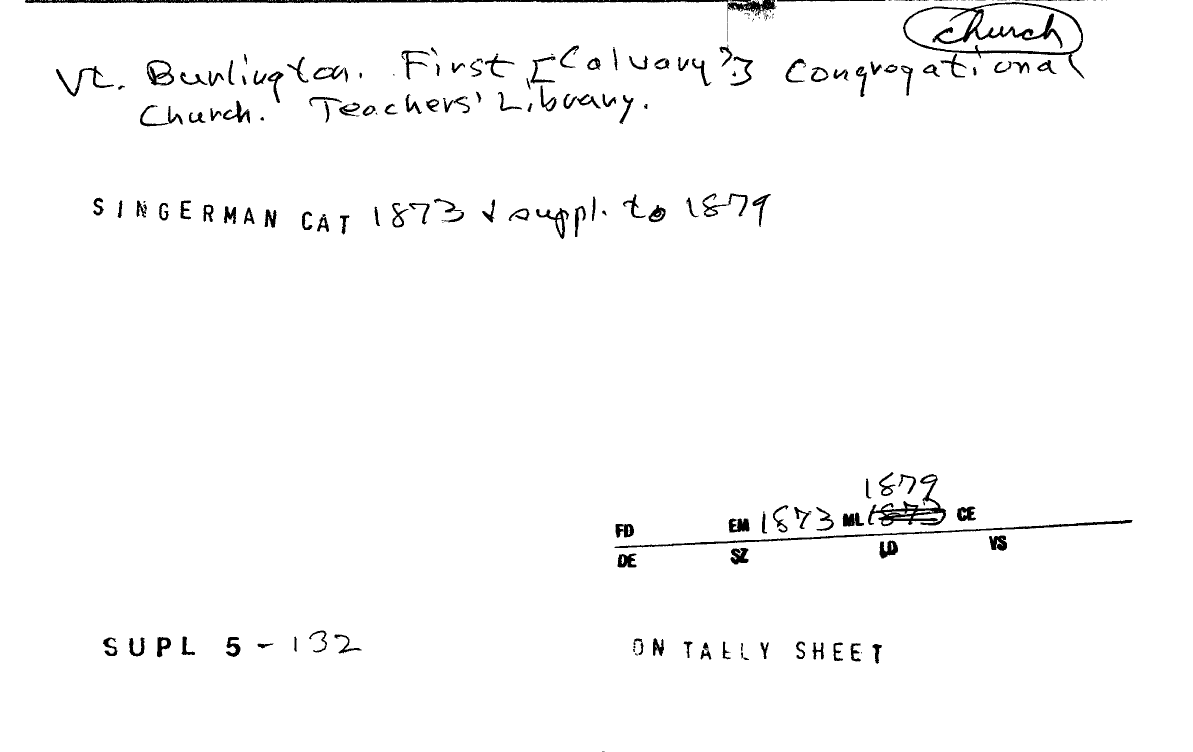 Church
Vt. Burlington. First [Calvary?] Congregational
Church. Teachers' Library.
SINGERMAN CAT 1873 & suppl. to 1879
1879
FD EM 1873 ML 1873 CE
DE SZ LD VS
SUPL 5 - 132 ON TALLY SHEET